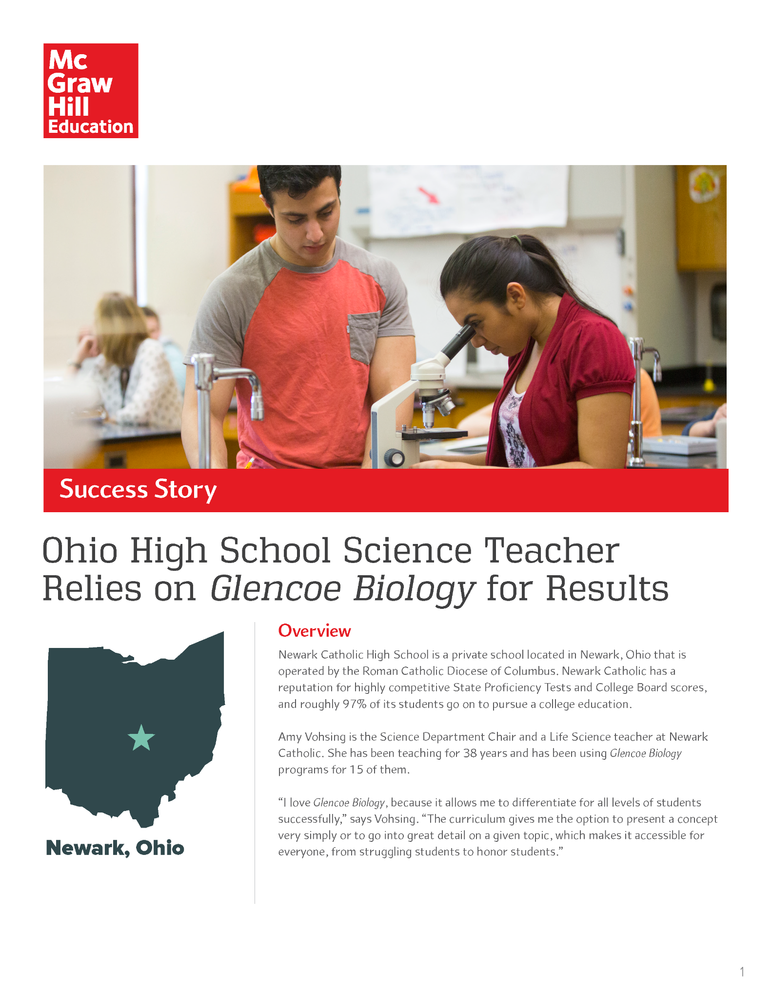 Mc
Graw
Hill
Education
Success Story
Ohio High School Science Teacher
Relies on Glencoe Biology for Results
Newark, Ohio
Overview
Newark Catholic High School is a private school located in Newark, Ohio that is
operated by the Roman Catholic Diocese of Columbus. Newark Catholic has a
reputation for highly competitive State Proficiency Tests and College Board scores,
and roughly 97% of its students go on to pursue a college education.
Amy Vohsing is the Science Department Chair and a Life Science teacher at Newark
Catholic. She has been teaching for 38 years and has been using Glencoe Biology
programs for 15 of them.
“I love Glencoe Biology, because it allows me to differentiate for all levels of students
successfully,” says Vohsing. “The curriculum gives me the option to present a concept
very simply or to go into great detail on a given topic, which makes it accessible for
everyone, from struggling students to honor students.”
1